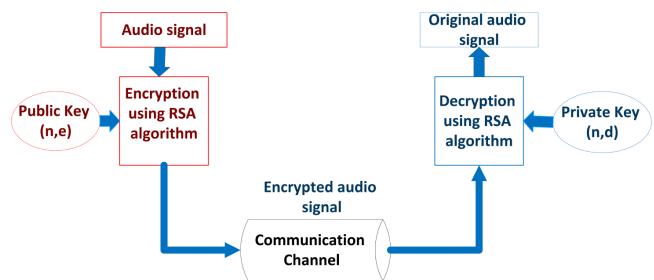 Audio signal
Original audio
signal
Public Key
(n,e)
Encryption
using RSA
algorithm
Decryption
using RSA
algorithm
Private Key
(n,d)
Encrypted audio
signal
Communication
Channel